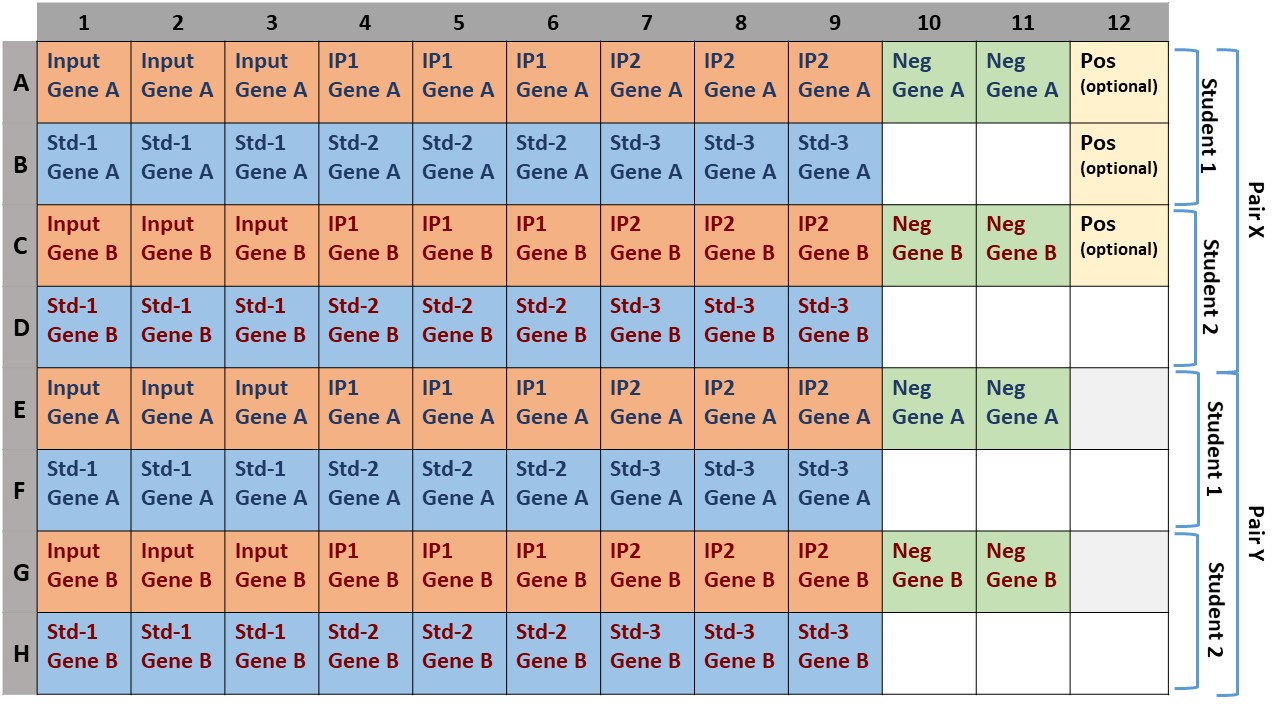 1 2 3 4 5 6 7 8 9 10 11 12
A
Input Input Input IP1 IP1 IP1 IP2 IP2 IP2 Neg Neg Pos
Gene A Gene A Gene A Gene A Gene A Gene A Gene A Gene A Gene A Gene A Gene A (optional)
B
Std-1 Std-1 Std-1 Std-2 Std-2 Std-2 Std-3 Std-3 Std-3 Pos
Gene A Gene A Gene A Gene A Gene A Gene A Gene A Gene A Gene A (optional)
C
Input Input Input IP1 IP1 IP1 IP2 IP2 IP2 Neg Neg Pos
Gene B Gene B Gene B Gene B Gene B Gene B Gene B Gene B Gene B Gene B Gene B (optional)
D
Std-1 Std-1 Std-1 Std-2 Std-2 Std-2 Std-3 Std-3 Std-3
Gene B Gene B Gene B Gene B Gene B Gene B Gene B Gene B Gene B
E
Input Input Input IP1 IP1 IP1 IP2 IP2 IP2 Neg Neg
Gene A Gene A Gene A Gene A Gene A Gene A Gene A Gene A Gene A Gene A Gene A
F
Std-1 Std-1 Std-1 Std-2 Std-2 Std-2 Std-3 Std-3 Std-3
Gene A Gene A Gene A Gene A Gene A Gene A Gene A Gene A Gene A
G
Input Input Input IP1 IP1 IP1 IP2 IP2 IP2 Neg Neg
Gene B Gene B Gene B Gene B Gene B Gene B Gene B Gene B Gene B Gene B Gene B
H
Std-1 Std-1 Std-1 Std-2 Std-2 Std-2 Std-3 Std-3 Std-3
Gene B Gene B Gene B Gene B Gene B Gene B Gene B Gene B Gene B
Student 1
Student 2
Pair X
Student 1
Student 2
Pair Y